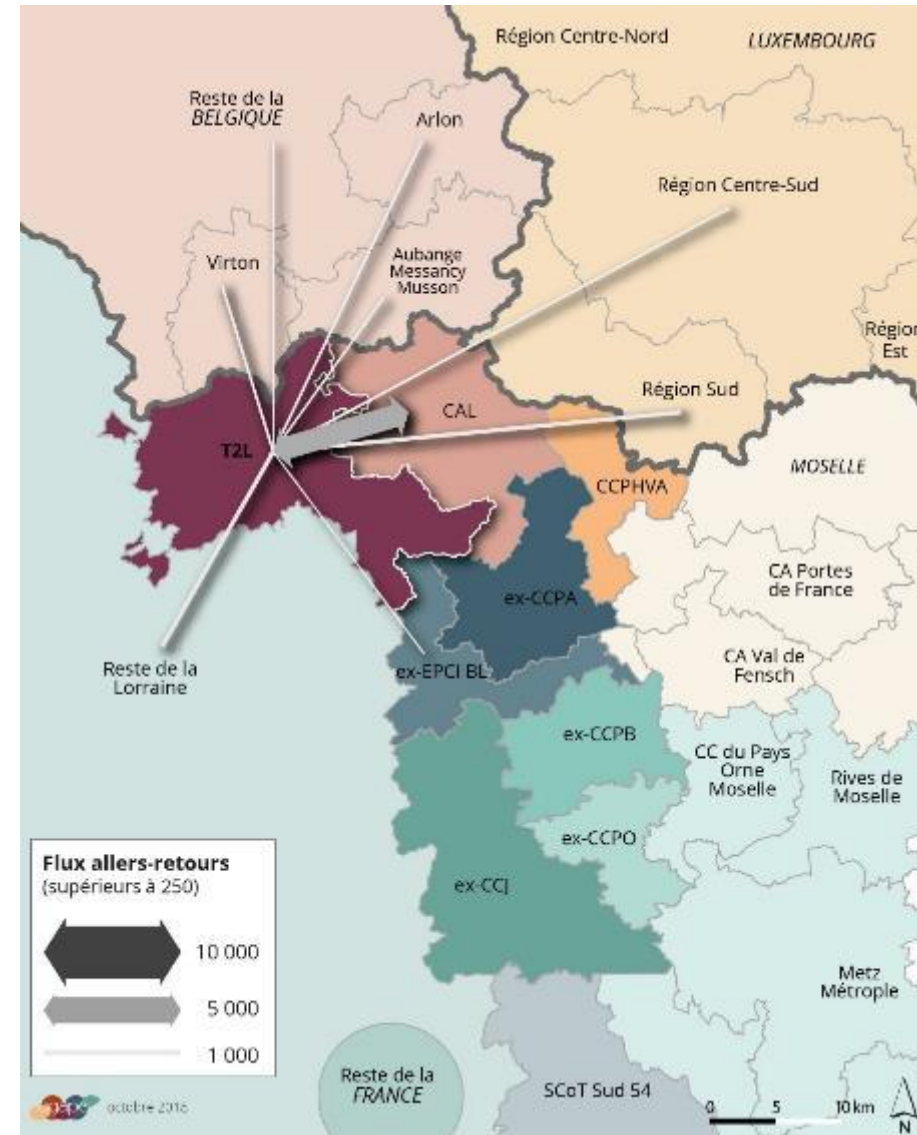 Région Centre-Nord
LUXEMBOURG
Reste de la
BELGIQUE
Arlon
Région Centre-Sud
Virton
Aubange
Messancy
Musson
Région
Est
Région Sud
CAL
T2L
MOSELLE
CCPHVA
CA Portes
de France
ex-CCPA
CA Val de
Fensch
Reste de la
Lorraine
ex-EPCI BL
ex-CCPB
CC du Pays
Orne
Moselle
Rives de
Moselle
ex-CCPO
Flux allers-retours
(supérieurs à 250)
10 000
5 000
1 000
ex-CCJ
Metz
Métrople
Reste de la
FRANCE
SCoT Sud 54
0 5 10 km
N
octobre 2018